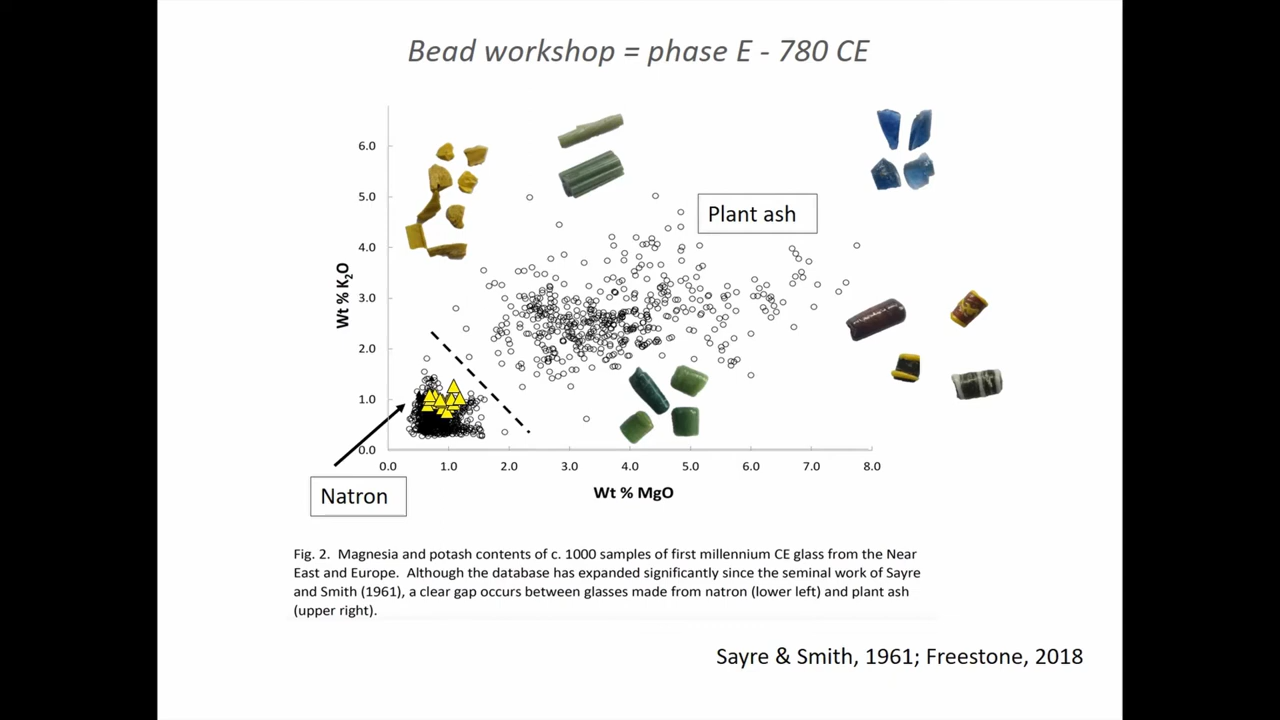 Bead workshop = phase E - 780 CE
6.0
5.0
4.0
3.0
2.0
1.0
0.0
Wt % K₂O
Plant ash
Natron
0.0 1.0 2.0 3.0 4.0 5.0 6.0 7.0 8.0
Wt % MgO
Fig. 2. Magnesia and potash contents of c. 1000 samples of first millennium CE glass from the Near
East and Europe. Although the database has expanded significantly since the seminal work of Sayre
and Smith (1961), a clear gap occurs between glasses made from natron (lower left) and plant ash
(upper right).
Sayre & Smith, 1961; Freestone, 2018